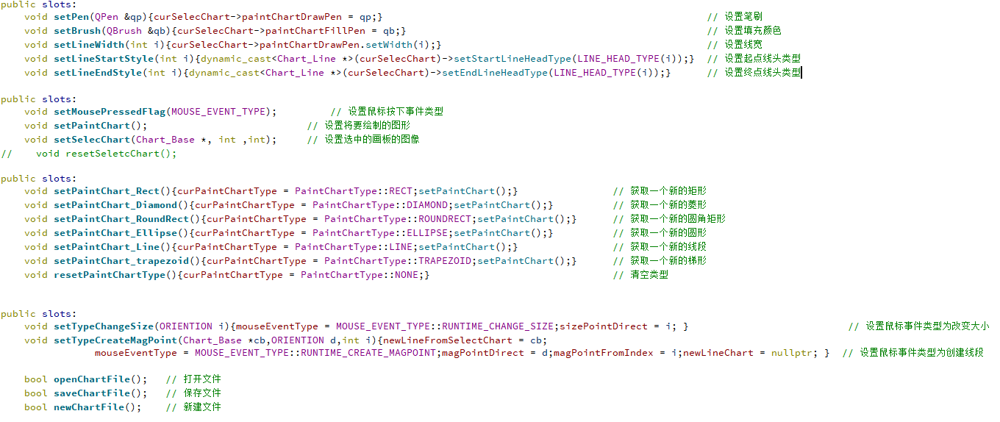 public slots:
void setPen(QPen &qp){curSelecChart->paintChartDrawPen = qp;} // 设置笔刷
void setBrush(QBrush &qb){curSelecChart->paintChartFillPen = qb;} // 设置填充颜色
void setLineWidth(int i){curSelecChart->paintChartDrawPen.setWidth(i);} // 设置线宽
void setLineStartStyle(int i){dynamic_cast<Chart_Line *>(curSelecChart)->setStartLineHeadType(LINE_HEAD_TYPE(i));} // 设置起点线头类型
void setLineEndStyle(int i){dynamic_cast<Chart_Line *>(curSelecChart)->setEndLineHeadType(LINE_HEAD_TYPE(i));} // 设置终点线头类型
public slots:
void setMousePressedFlag(MOUSE_EVENT_TYPE); // 设置鼠标按下事件类型
void setPaintChart(); // 设置将要绘制的图形
void setSelecChart(Chart_Base *, int ,int); // 设置选中的画板的图像
// void resetSeletcChart();
public slots:
void setPaintChart_Rect(){curPaintChartType = PaintChartType::RECT;setPaintChart();} // 获取一个新的矩形
void setPaintChart_Diamond(){curPaintChartType = PaintChartType::DIAMOND;setPaintChart();} // 获取一个新的菱形
void setPaintChart_RoundRect(){curPaintChartType = PaintChartType::ROUNDRECT;setPaintChart();} // 获取一个新的圆角矩形
void setPaintChart_Ellipse(){curPaintChartType = PaintChartType::ELLIPSE;setPaintChart();} // 获取一个新的圆形
void setPaintChart_Line(){curPaintChartType = PaintChartType::LINE;setPaintChart();} // 获取一个新的线段
void setPaintChart_trapezoid(){curPaintChartType = PaintChartType::TRAPEZOID;setPaintChart();} // 获取一个新的梯形
void resetPaintChartType(){curPaintChartType = PaintChartType::NONE;} // 清空类型
public slots:
void setTypeChangeSize(ORIENTION i){mouseEventType = MOUSE_EVENT_TYPE::RUNTIME_CHANGE_SIZE;sizePointDirect = i; } // 设置鼠标事件类型为改变大小
void setTypeCreateMagPoint(Chart_Base *cb,ORIENTION d,int i){newLineFromSelectChart = cb;
mouseEventType = MOUSE_EVENT_TYPE::RUNTIME_CREATE_MAGPOINT;magPointDirect = d;magPointFromIndex = i;newLineChart = nullptr; } // 设置鼠标事件类型为创建线段
bool openChartFile(); // 打开文件
bool saveChartFile(); // 保存文件
bool newChartFile(); // 新建文件